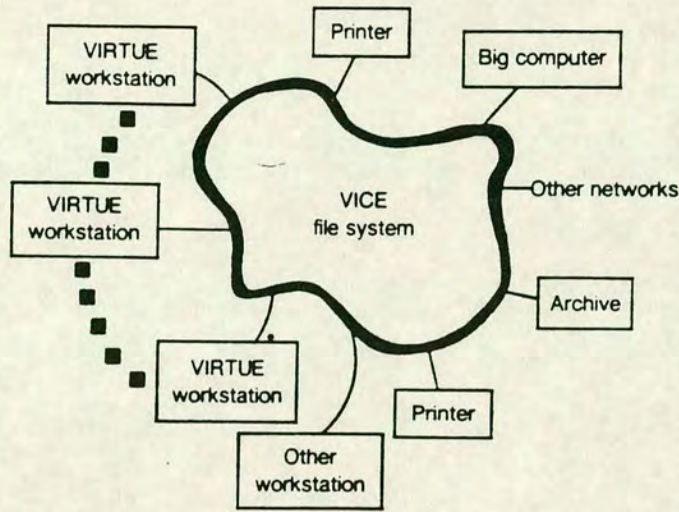 VIRTUE
workstation
Printer
Big computer
VIRTUE
workstation
VICE
file system
Other networks
Archive
VIRTUE
workstation
Printer
Other
workstation